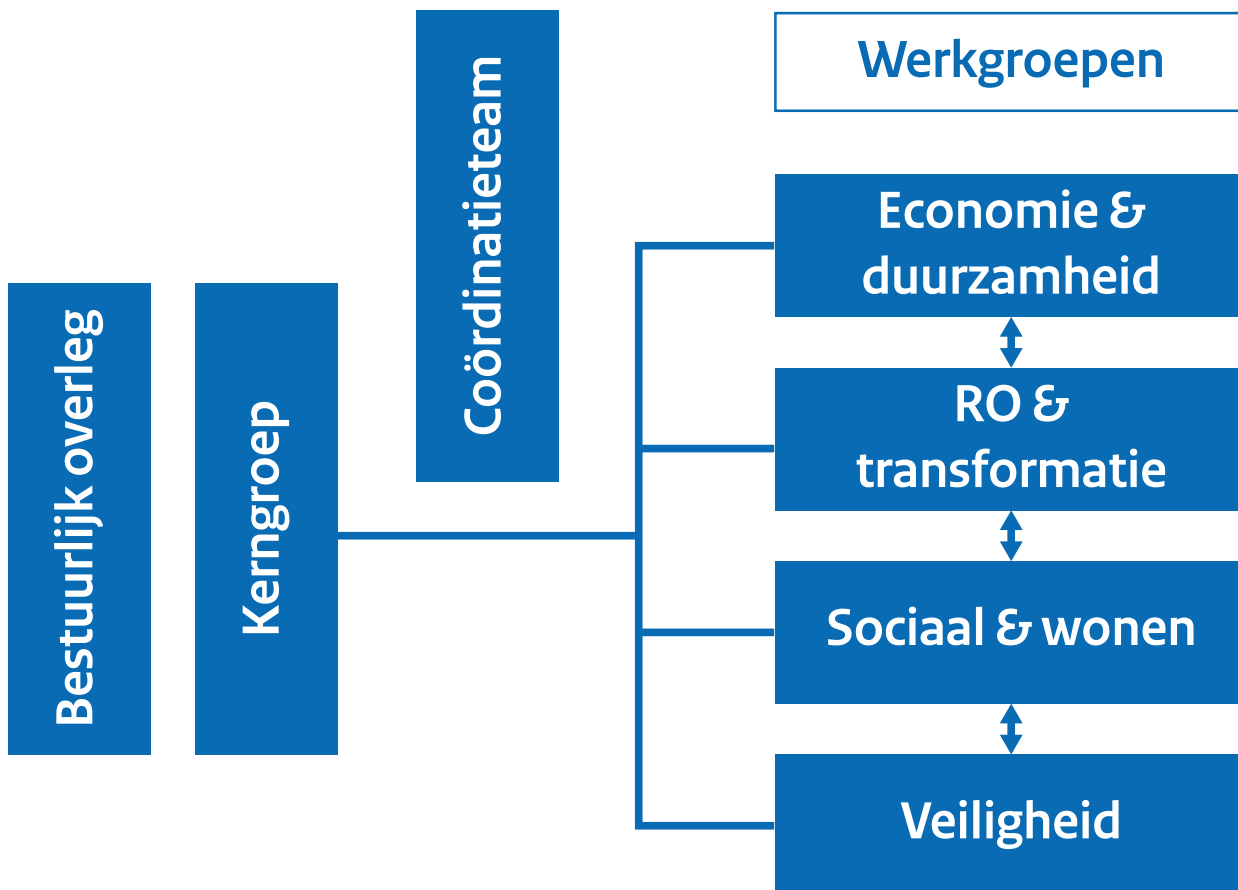 Bestuurlijk overleg
Kerngroep
Coördinatieteam
Werkgroepen
Economie &
duurzamheid
RO &
transformatie
Sociaal & wonen
Veiligheid